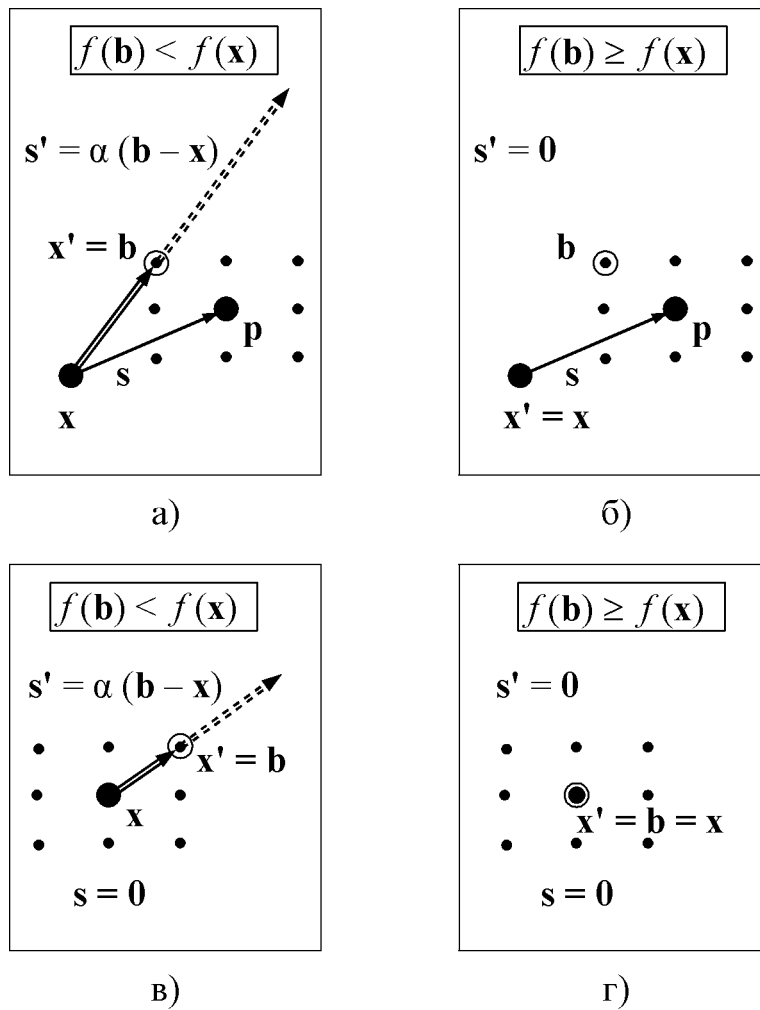 f(b) < f(x)
s' = α (b – x)
x' = b
p
s
x
а)
f(b) ≥ f(x)
s' = 0
b
p
s
x' = x
б)
f(b) < f(x)
s' = α (b – x)
x' = b
x
s = 0
в)
f(b) ≥ f(x)
s' = 0
x' = b = x
s = 0
г)